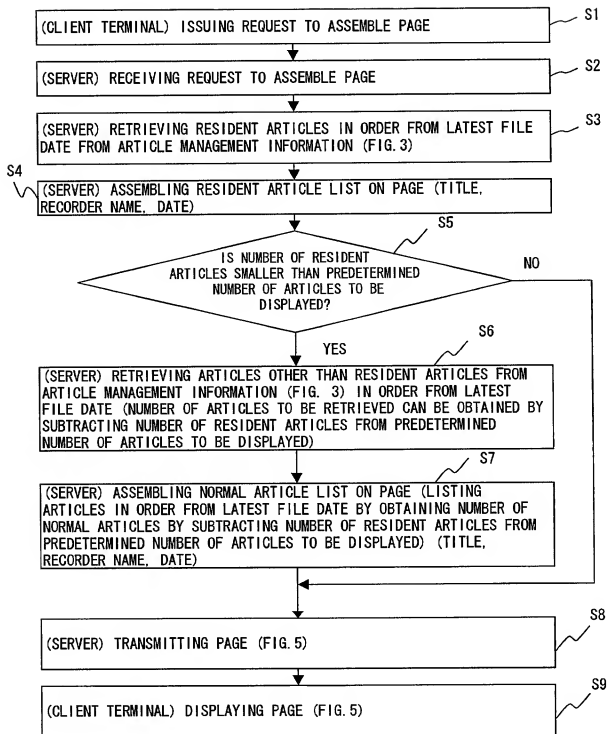 (CLIENT TERMINAL) ISSUING REQUEST TO ASSEMBLE PAGE
S1
(SERVER) RECEIVING REQUEST TO ASSEMBLE PAGE
S2
(SERVER) RETRIEVING RESIDENT ARTICLES IN ORDER FROM LATEST FILE
DATE FROM ARTICLE MANAGEMENT INFORMATION (FIG. 3)
S3
S4
(SERVER) ASSEMBLING RESIDENT ARTICLE LIST ON PAGE (TITLE,
RECORDER NAME, DATE)
S5
IS NUMBER OF RESIDENT
ARTICLES SMALLER THAN PREDETERMINED
NUMBER OF ARTICLES TO BE
DISPLAYED?
NO
YES
S6
(SERVER) RETRIEVING ARTICLES OTHER THAN RESIDENT ARTICLES FROM
ARTICLE MANAGEMENT INFORMATION (FIG. 3) IN ORDER FROM LATEST
FILE DATE (NUMBER OF ARTICLES TO BE RETRIEVED CAN BE OBTAINED BY
SUBTRACTING NUMBER OF RESIDENT ARTICLES FROM PREDETERMINED
NUMBER OF ARTICLES TO BE DISPLAYED)
S7
(SERVER) ASSEMBLING NORMAL ARTICLE LIST ON PAGE (LISTING
ARTICLES IN ORDER FROM LATEST FILE DATE BY OBTAINING NUMBER OF
NORMAL ARTICLES BY SUBTRACTING NUMBER OF RESIDENT ARTICLES FROM
PREDETERMINED NUMBER OF ARTICLES TO BE DISPLAYED) (TITLE,
RECORDER NAME, DATE)
S8
(SERVER) TRANSMITTING PAGE (FIG. 5)
S9
(CLIENT TERMINAL) DISPLAYING PAGE (FIG. 5)